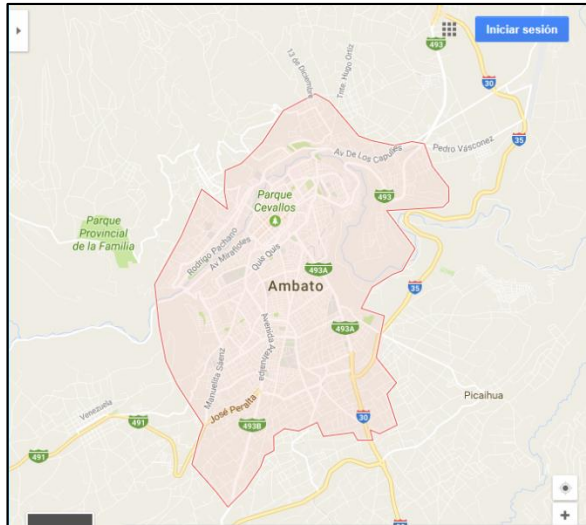 Iniciar sesión
493
30
13 de Diciembre
Tnte. Hugo Ortiz
35
Pedro Vásconez
Av De Los Capulíes
Parque
Cevallos
493
Parque
Provincial
de la Familia
Rodrigo Pachano
Av Miraflores
Quis Quis
493A
Ambato
35
493A
Avenida Atahualpa
Manuelita Sáenz
Picaihua
José Peralta
Venezuela
491
493B
30
491